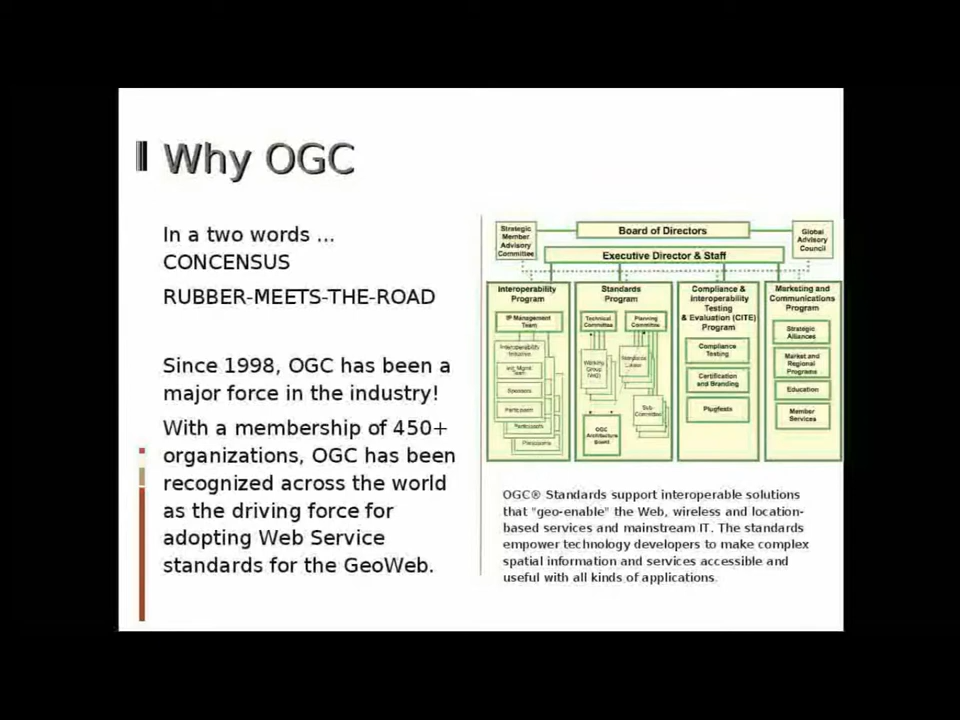 Why OGC
In a two words ...
CONCENSUS
RUBBER-MEETS-THE-ROAD
Since 1998, OGC has been a
major force in the industry!
With a membership of 450+
organizations, OGC has been
recognized across the world
as the driving force for
adopting Web Service
standards for the GeoWeb.
Strategic
Member
Advisory
Committee
Board of Directors
Global
Advisory
Council
Executive Director & Staff
Interoperability
Program
IP Management
Team
Interoperability
Initiative
Sponsors
Participants
Participants
Participants
Standards
Program
Technical
Committee
Planning
Committee
Working
Group
Sub-
Committee
OGC
Architecture
Board
Compliance &
Interoperability
Testing
& Evaluation (CITE)
Program
Compliance
Testing
Certification
and Branding
Plugfests
Marketing and
Communications
Program
Strategic
Alliances
Market and
Regional
Programs
Education
Member
Services
OGC® Standards support interoperable solutions
that "geo-enable" the Web, wireless and location-
based services and mainstream IT. The standards
empower technology developers to make complex
spatial information and services accessible and
useful with all kinds of applications.